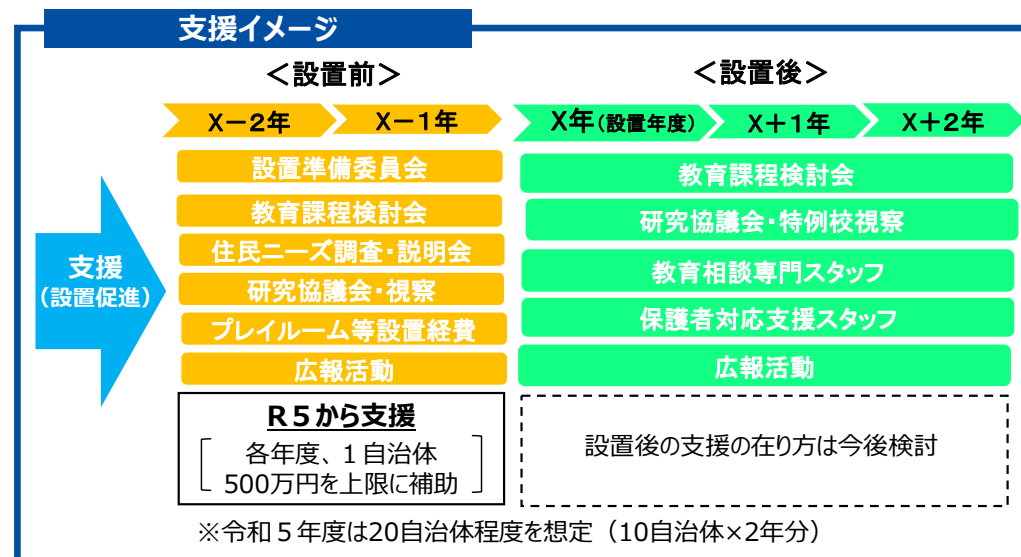 支援イメージ
＜設置前＞
＜設置後＞
X－2年
X－1年
X年(設置年度)
X＋1年
X＋2年
支援
（設置促進）
設置準備委員会
教育課程検討会
住民ニーズ調査・説明会
研究協議会・視察
プレイルーム等設置経費
広報活動
教育課程検討会
研究協議会・特例校視察
教育相談専門スタッフ
保護者対応支援スタッフ
広報活動
R５から支援
各年度、１自治体
500万円を上限に補助
設置後の支援の在り方は今後検討
※令和５年度は20自治体程度を想定（10自治体×2年分）